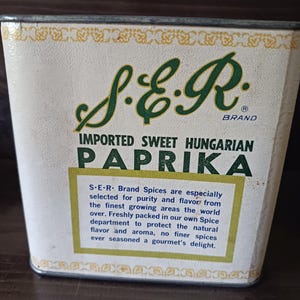 S·E·R·
® BRAND
IMPORTED SWEET HUNGARIAN
PAPRIKA
S·E·R· Brand Spices are especially
selected for purity and flavor from
the finest growing areas the world
over. Freshly packed in our own Spice
department to protect the natural
flavor and aroma, no finer spices
ever seasoned a gourmet's delight.